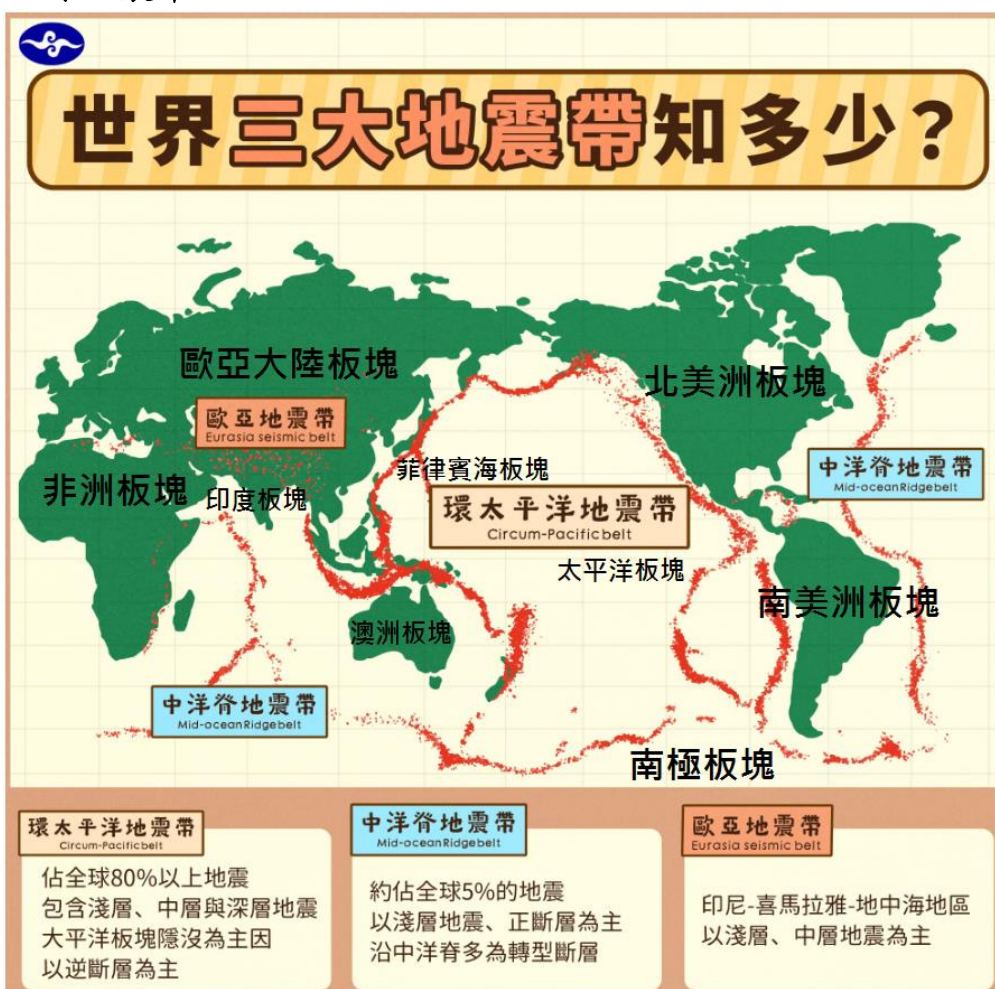 世界三大地震帶知多少？
歐亞大陸板塊
北美洲板塊
歐亞地震帶
Eurasia seismic belt
菲律賓海板塊
中洋脊地震帶
Mid-oceanRidgebelt
非洲板塊
印度板塊
環太平洋地震帶
Circum-Pacificbelt
太平洋板塊
南美洲板塊
澳洲板塊
中洋脊地震帶
Mid-oceanRidgebelt
南極板塊
環太平洋地震帶
Circum-Pacificbelt
佔全球80%以上地震
包含淺層、中層與深層地震
大平洋板塊隱沒為主因
以逆斷層為主
中洋脊地震帶
Mid-oceanRidgebelt
約佔全球5%的地震
以淺層地震、正斷層為主
沿中洋脊多為轉型斷層
歐亞地震帶
Eurasia seismic belt
印尼-喜馬拉雅-地中海地區
以淺層、中層地震為主